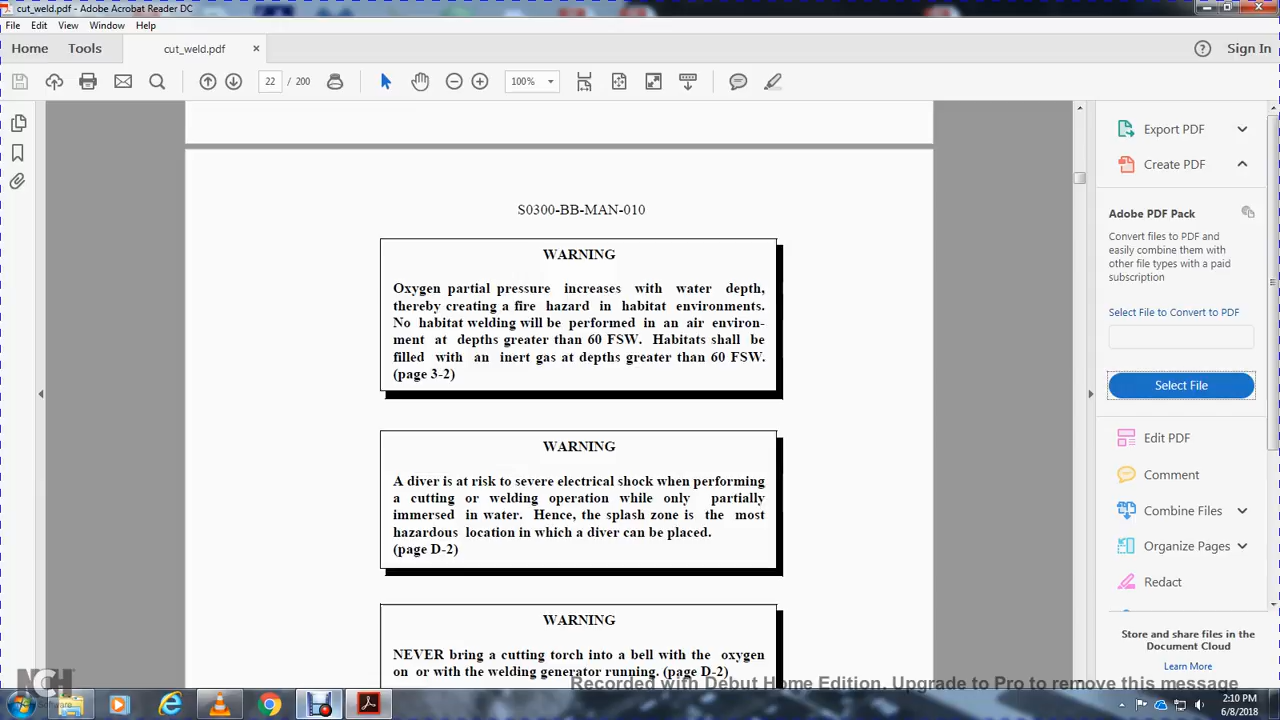 cut_weld.pdf - Adobe Acrobat Reader DC
File Edit View Window Help
Home Tools cut_weld.pdf × Sign In
22 / 200 100%
S0300-BB-MAN-010
WARNING
Oxygen partial pressure increases with water depth,
thereby creating a fire hazard in habitat environments.
No habitat welding will be performed in an air environ-
ment at depths greater than 60 FSW. Habitats shall be
filled with an inert gas at depths greater than 60 FSW.
(page 3-2)
WARNING
A diver is at risk to severe electrical shock when performing
a cutting or welding operation while only partially
immersed in water. Hence, the splash zone is the most
hazardous location in which a diver can be placed.
(page D-2)
WARNING
NEVER bring a cutting torch into a bell with the oxygen
on or with the welding generator running. (page D-2)
Export PDF
Create PDF
Adobe PDF Pack
Convert files to PDF and
easily combine them with
other file types with a paid
subscription
Select File to Convert to PDF
Select File
Edit PDF
Comment
Combine Files
Organize Pages
Redact
Store and share files in the
Document Cloud
Learn More
NCH
Software
Recorded with Debut Home Edition. Upgrade to Pro to remove this message
2:10 PM
6/8/2018